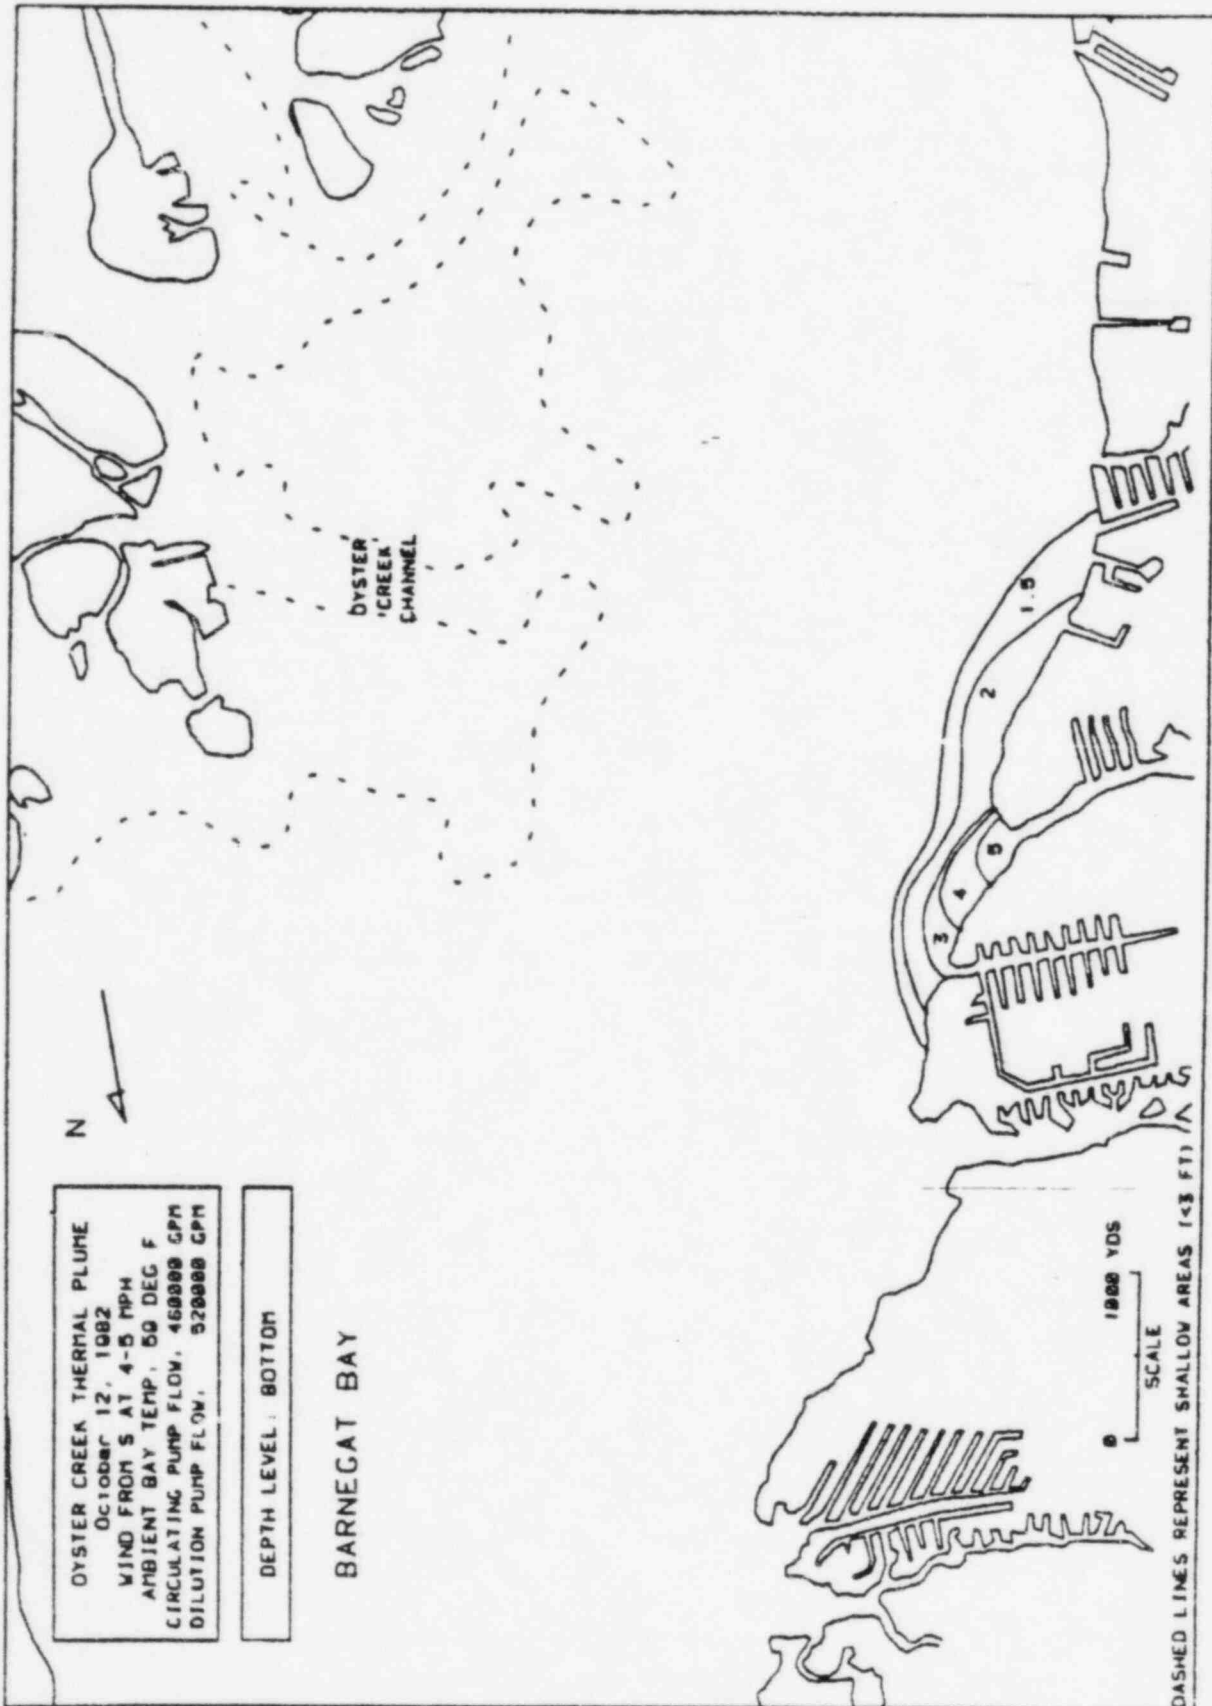 OYSTER CREEK THERMAL PLUME
October 12, 1982
WIND FROM S AT 4-5 MPH
AMBIENT BAY TEMP, 59 DEG F
CIRCULATING PUMP FLOW, 460000 GPM
DILUTION PUMP FLOW, 520000 GPM
DEPTH LEVEL: BOTTOM
N
BARNEGAT BAY
OYSTER
'CREEK'
CHANNEL
1.5
2
3
4
5
0 1000 YDS
SCALE
DASHED LINES REPRESENT SHALLOW AREAS (<3 FT)